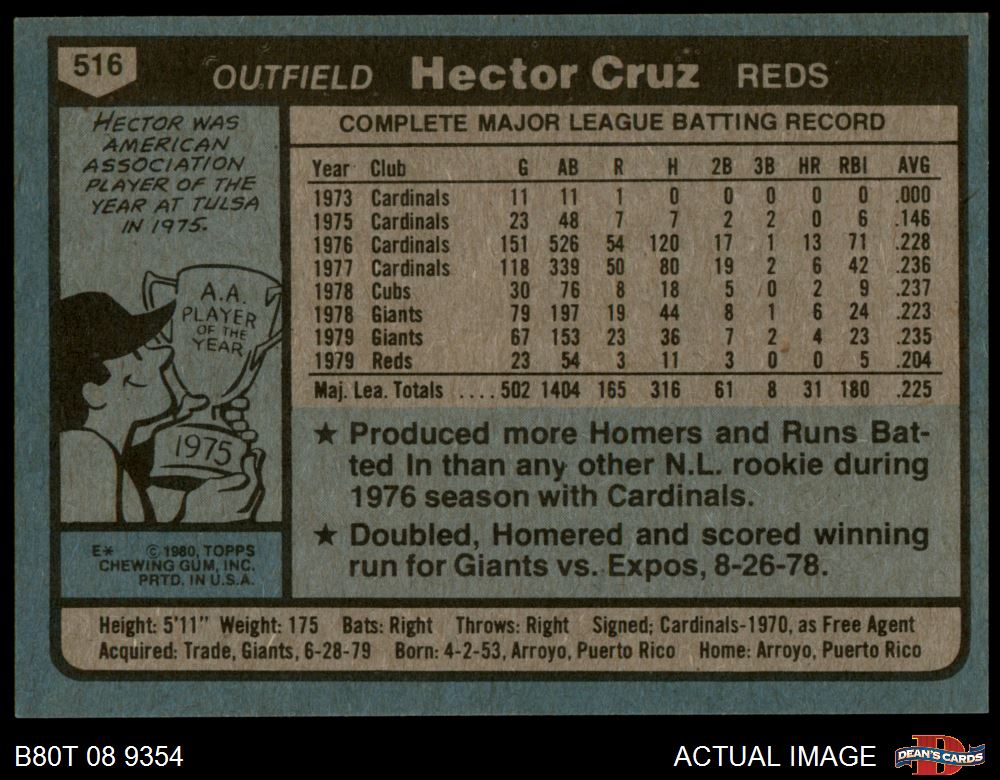 516
OUTFIELD Hector Cruz REDS
HECTOR WAS
AMERICAN
ASSOCIATION
PLAYER OF THE
YEAR AT TULSA
IN 1975.
A.A.
PLAYER
OF THE
YEAR
1975
E* © 1980, TOPPS
CHEWING GUM, INC.
PRTD. IN U.S.A.
COMPLETE MAJOR LEAGUE BATTING RECORD
Year Club G AB R H 2B 3B HR RBI AVG
1973 Cardinals 11 11 1 0 0 0 0 0 .000
1975 Cardinals 23 48 7 7 2 2 0 6 .146
1976 Cardinals 151 526 54 120 17 1 13 71 .228
1977 Cardinals 118 339 50 80 19 2 6 42 .236
1978 Cubs 30 76 8 18 5 0 2 9 .237
1978 Giants 79 197 19 44 8 1 6 24 .223
1979 Giants 67 153 23 36 7 2 4 23 .235
1979 Reds 23 54 3 11 3 0 0 5 .204
Maj. Lea. Totals ....502 1404 165 316 61 8 31 180 .225
★ Produced more Homers and Runs Bat-
ted In than any other N.L. rookie during
1976 season with Cardinals.
★ Doubled, Homered and scored winning
run for Giants vs. Expos, 8-26-78.
Height: 5'11" Weight: 175 Bats: Right Throws: Right Signed; Cardinals-1970, as Free Agent
Acquired: Trade, Giants, 6-28-79 Born: 4-2-53, Arroyo, Puerto Rico Home: Arroyo, Puerto Rico
B80T 08 9354 ACTUAL IMAGE
D
DEAN'S CARDS